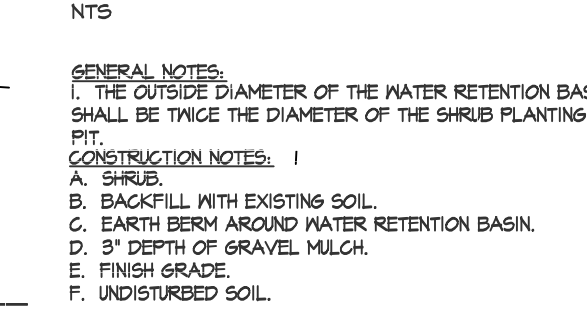 NTS
GENERAL NOTES:
1. THE OUTSIDE DIAMETER OF THE WATER RETENTION BAS
SHALL BE TWICE THE DIAMETER OF THE SHRUB PLANTING
PIT.
CONSTRUCTION NOTES: 1
A. SHRUB.
B. BACKFILL WITH EXISTING SOIL.
C. EARTH BERM AROUND WATER RETENTION BASIN.
D. 3" DEPTH OF GRAVEL MULCH.
E. FINISH GRADE.
F. UNDISTURBED SOIL.